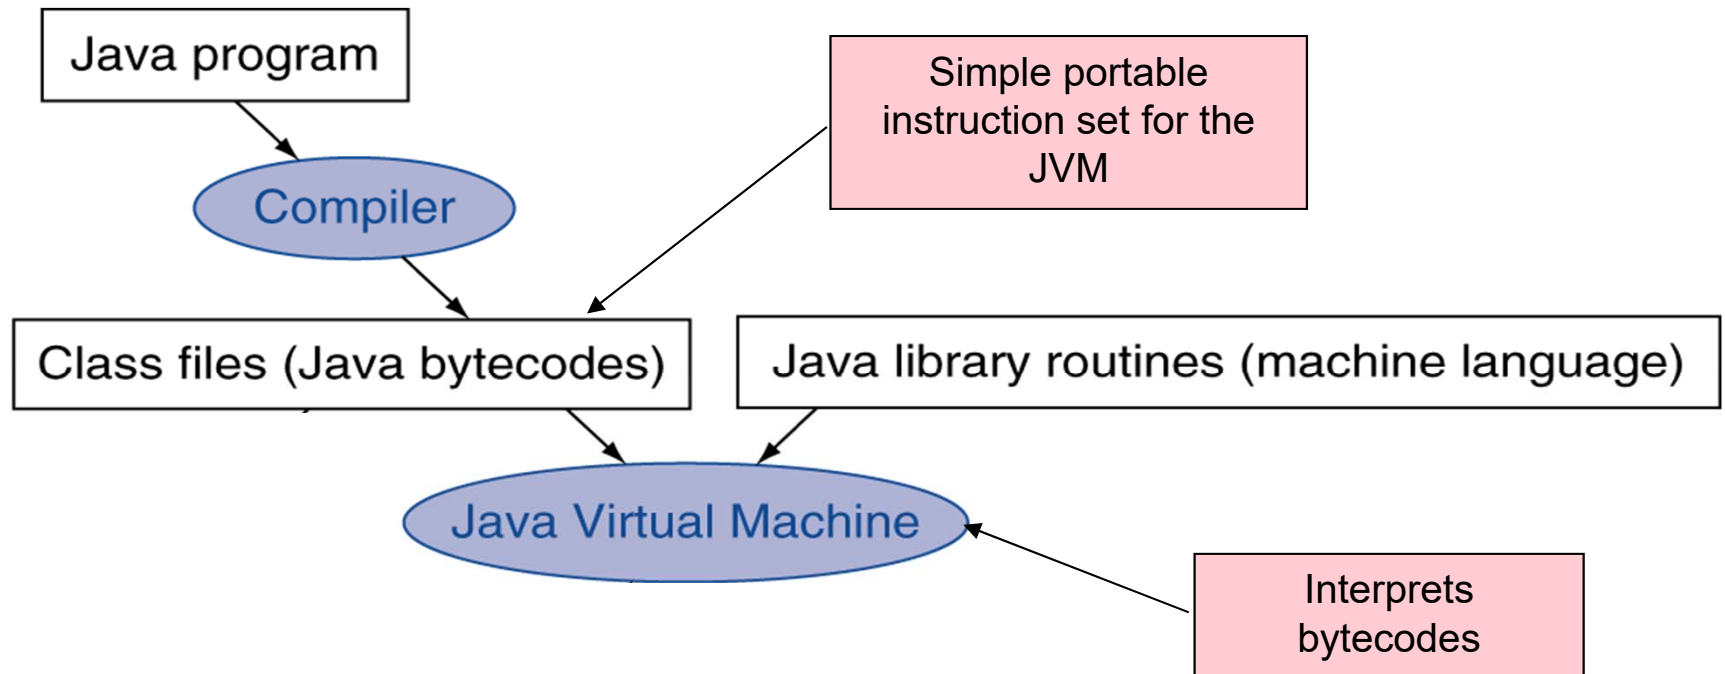 Java program
Simple portable
instruction set for the
JVM
Compiler
Class files (Java bytecodes)
Java library routines (machine language)
Java Virtual Machine
Interprets
bytecodes